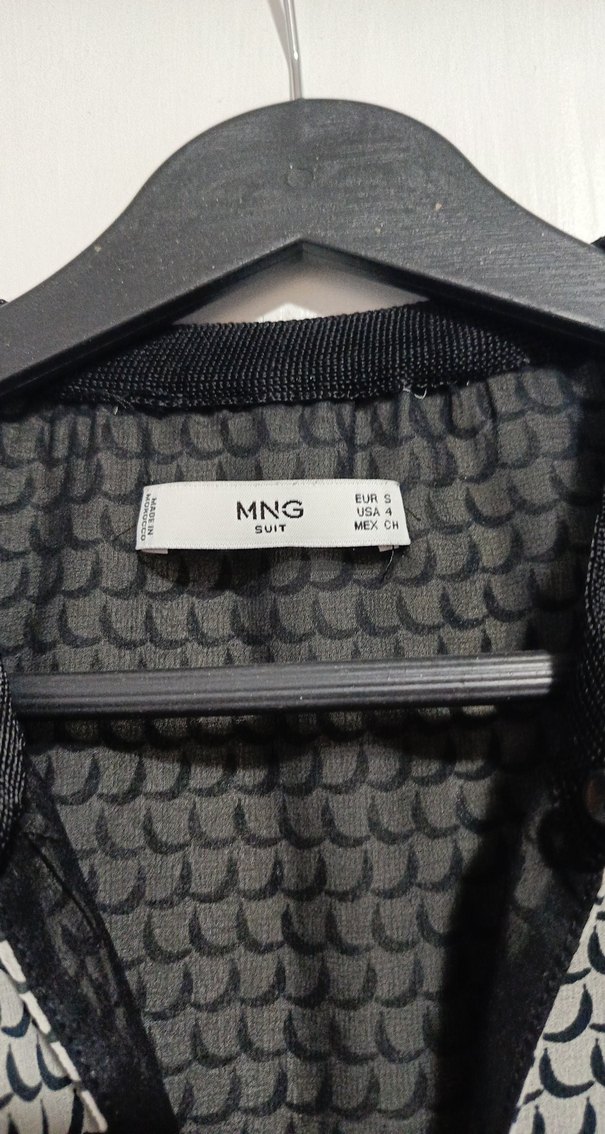 MADE IN
MOROCCO
MNG
SUIT
EUR S
USA 4
MEX CH